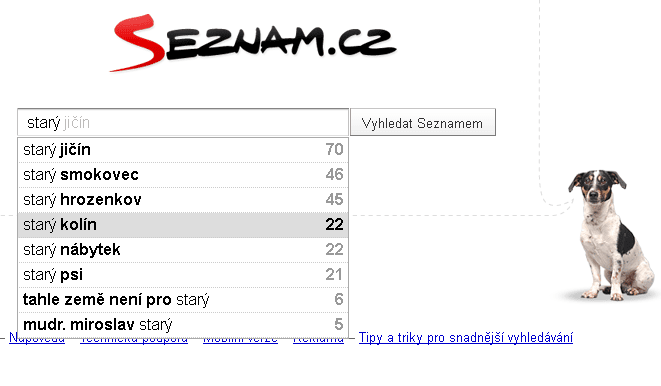 SEZNAM.CZ
starý jičín
Vyhledat Seznamem
starý jičín 70
starý smokovec 46
starý hrozenkov 45
starý kolín 22
starý nábytek 22
starý psi 21
tahle země není pro starý 6
mudr. miroslav starý 5
– Nápověda – Technická podpora – Mobilní verze – Reklama – Tipy a triky pro snadnější vyhledávání